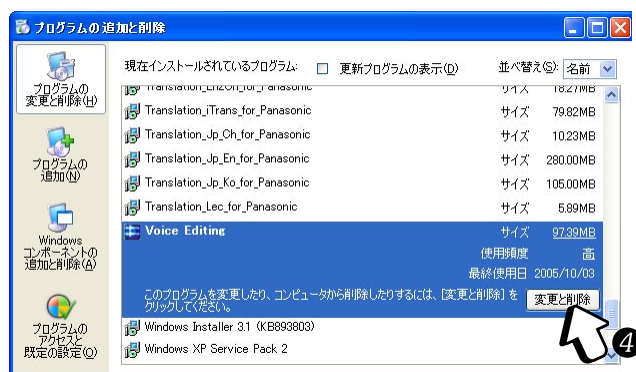 プログラムの追加と削除
プログラムの
変更と削除(H)
プログラムの
追加(N)
Windows
コンポーネントの
追加と削除(A)
プログラムの
アクセスと
既定の設定(O)
現在インストールされているプログラム: 更新プログラムの表示(D) 並べ替え(S): 名前
サイズ 18.27MB
Translation_iTrans_for_Panasonic サイズ 79.82MB
Translation_Jp_Ch_for_Panasonic サイズ 10.23MB
Translation_Jp_En_for_Panasonic サイズ 280.00MB
Translation_Jp_Ko_for_Panasonic サイズ 105.00MB
Translation_Lec_for_Panasonic サイズ 5.89MB
Voice Editing サイズ 97.39MB
使用頻度 高
最終使用日 2005/10/03
このプログラムを変更したり、コンピュータから削除したりするには、[変更と削除] を
クリックしてください。
変更と削除
Windows Installer 3.1 (KB893803)
Windows XP Service Pack 2
4